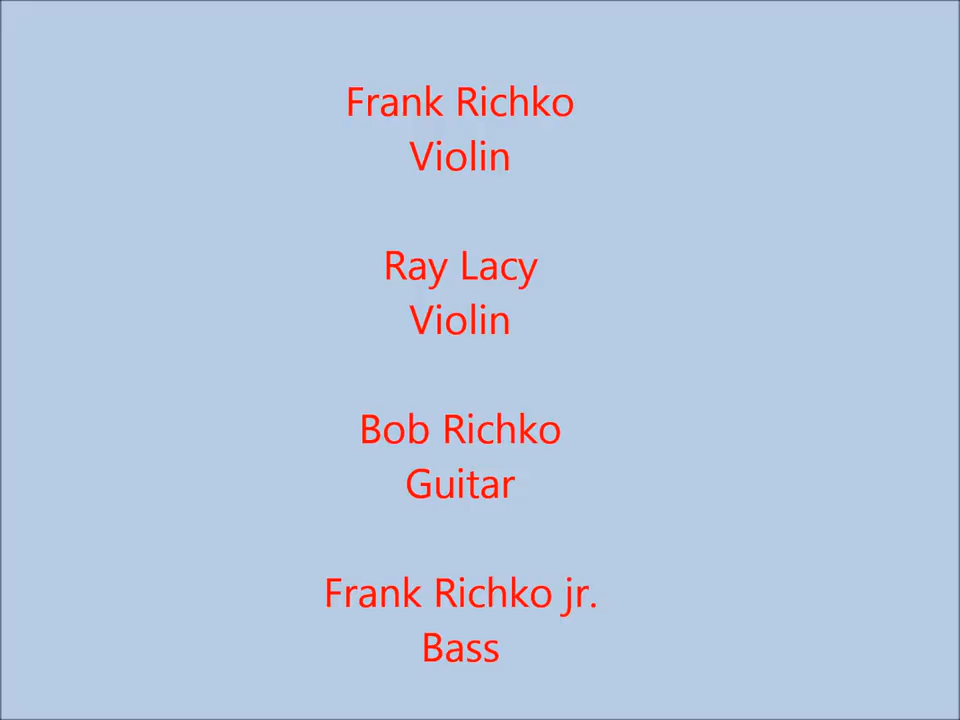 Frank Richko
Violin
Ray Lacy
Violin
Bob Richko
Guitar
Frank Richko jr.
Bass